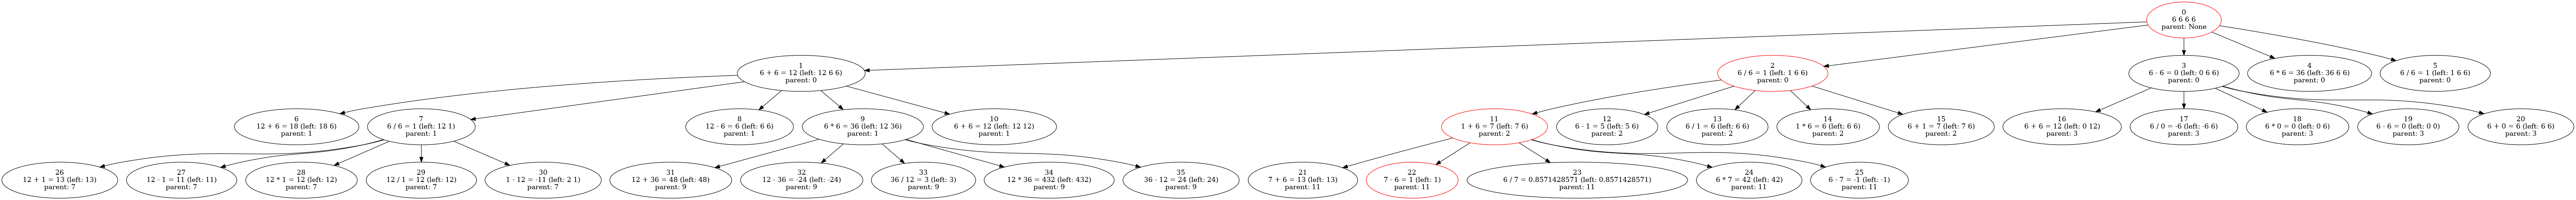 0
6 6 6 6
parent: None
1
6 + 6 = 12 (left: 12 6 6)
parent: 0
2
6 / 6 = 1 (left: 1 6 6)
parent: 0
3
6 - 6 = 0 (left: 0 6 6)
parent: 0
4
6 * 6 = 36 (left: 36 6 6)
parent: 0
5
6 / 6 = 1 (left: 1 6 6)
parent: 0
6
12 + 6 = 18 (left: 18 6)
parent: 1
7
6 / 6 = 1 (left: 12 1)
parent: 1
8
12 - 6 = 6 (left: 6 6)
parent: 1
9
6 * 6 = 36 (left: 12 36)
parent: 1
10
6 + 6 = 12 (left: 12 12)
parent: 1
11
1 + 6 = 7 (left: 7 6)
parent: 2
12
6 - 1 = 5 (left: 5 6)
parent: 2
13
6 / 1 = 6 (left: 6 6)
parent: 2
14
1 * 6 = 6 (left: 6 6)
parent: 2
15
6 + 1 = 7 (left: 7 6)
parent: 2
16
6 + 6 = 12 (left: 0 12)
parent: 3
17
6 / 0 = -6 (left: -6 6)
parent: 3
18
6 * 0 = 0 (left: 0 6)
parent: 3
19
6 - 6 = 0 (left: 0 0)
parent: 3
20
6 + 0 = 6 (left: 6 6)
parent: 3
26
12 + 1 = 13 (left: 13)
parent: 7
27
12 - 1 = 11 (left: 11)
parent: 7
28
12 * 1 = 12 (left: 12)
parent: 7
29
12 / 1 = 12 (left: 12)
parent: 7
30
1 - 12 = -11 (left: 2 1)
parent: 7
31
12 + 36 = 48 (left: 48)
parent: 9
32
12 - 36 = -24 (left: -24)
parent: 9
33
36 / 12 = 3 (left: 3)
parent: 9
34
12 * 36 = 432 (left: 432)
parent: 9
35
36 - 12 = 24 (left: 24)
parent: 9
21
7 + 6 = 13 (left: 13)
parent: 11
22
7 - 6 = 1 (left: 1)
parent: 11
23
6 / 7 = 0.8571428571 (left: 0.8571428571)
parent: 11
24
6 * 7 = 42 (left: 42)
parent: 11
25
6 - 7 = -1 (left: -1)
parent: 11